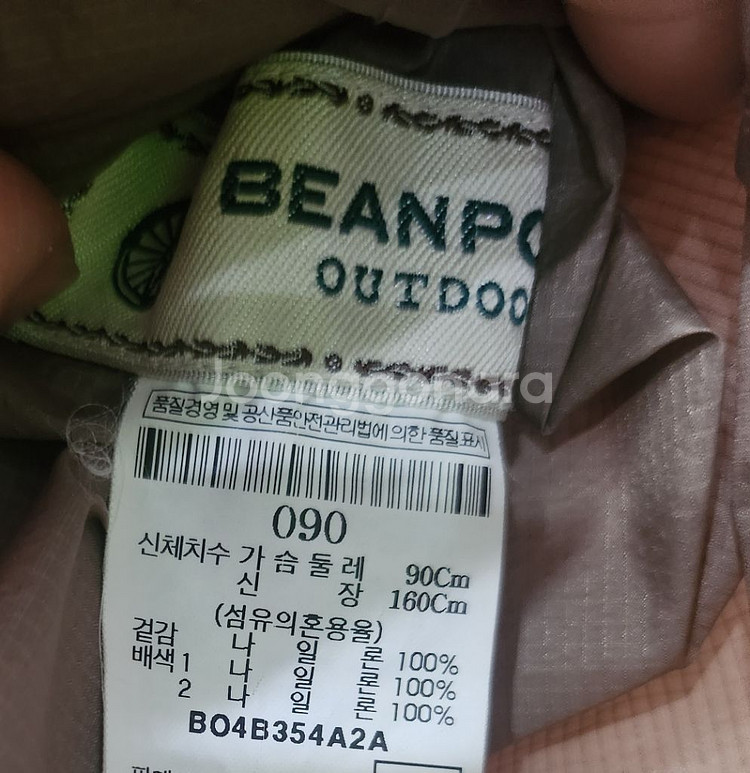 BEANPO
OUTDOO
Joonggonara
품질경영 및 공산품안전관리법에 의한 품질표시
090
신체치수 가 슴 둘 레 90Cm
신 장 160Cm
(섬유의혼용율)
겉감 나 일 론 100%
배색1 나 일 론 100%
2 나 일 론 100%
BO4B354A2A